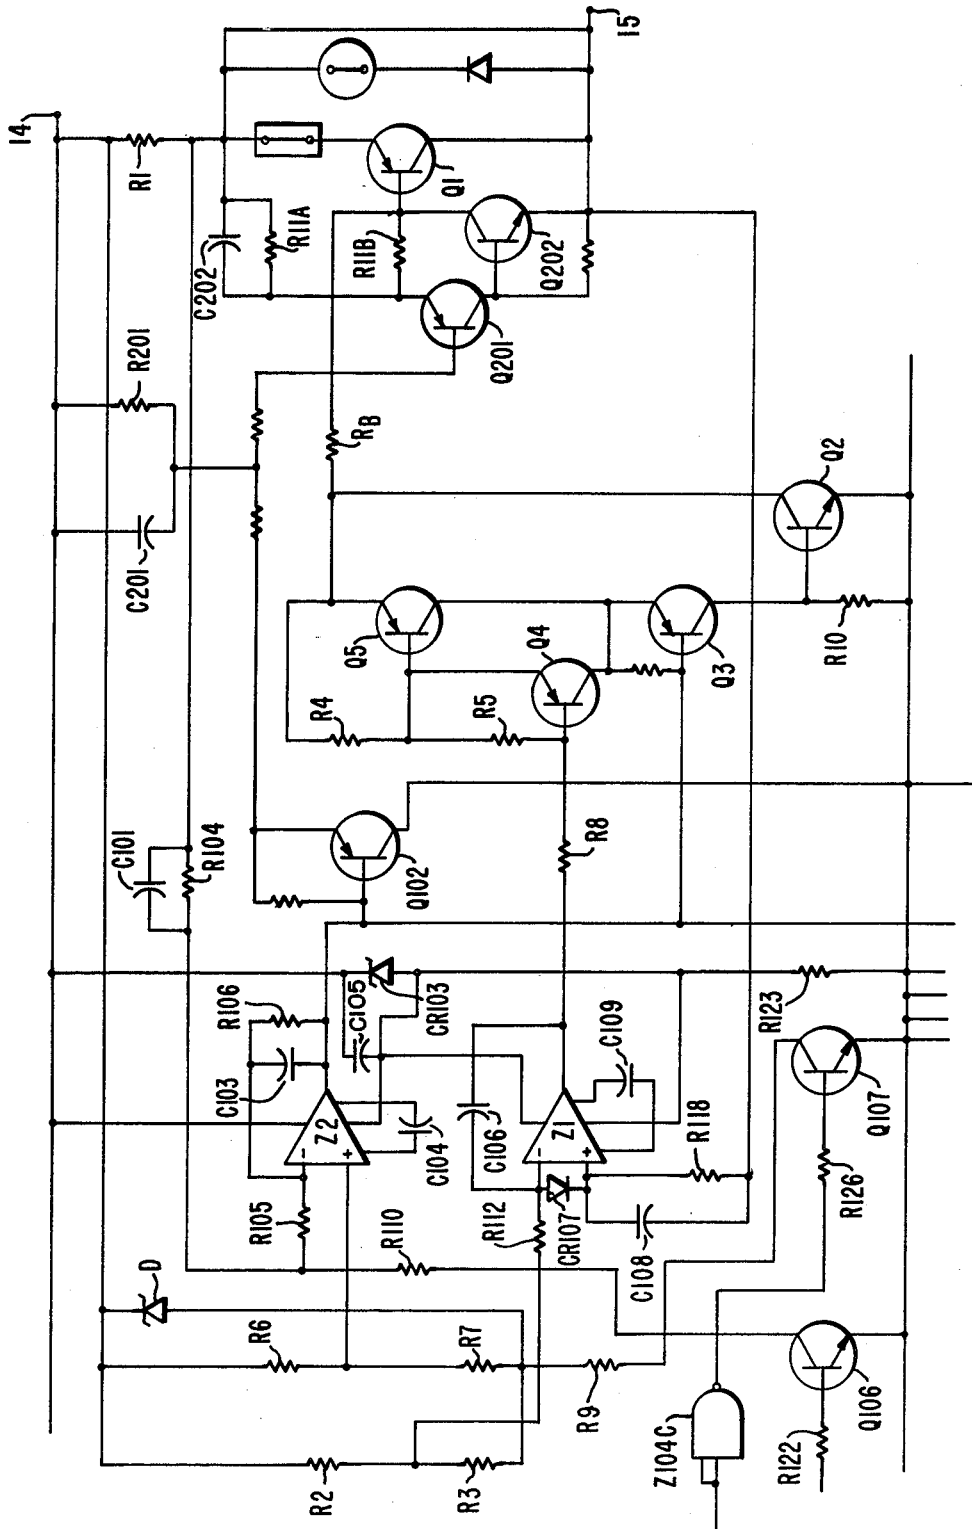 14
15
R1
C202
R11A
R11B
Q1
Q202
Q201
R201
C201
RB
Q2
Q5
Q4
Q3
R10
R4
R5
R8
C101
R104
Q102
R106
C103
C105
CR103
R123
Z2
-
+
C104
C106
Z1
-
+
C109
R118
Q107
R126
R105
R110
R112
CR107
C108
D
R6
R7
R9
Q106
R2
R3
Z104C
R122